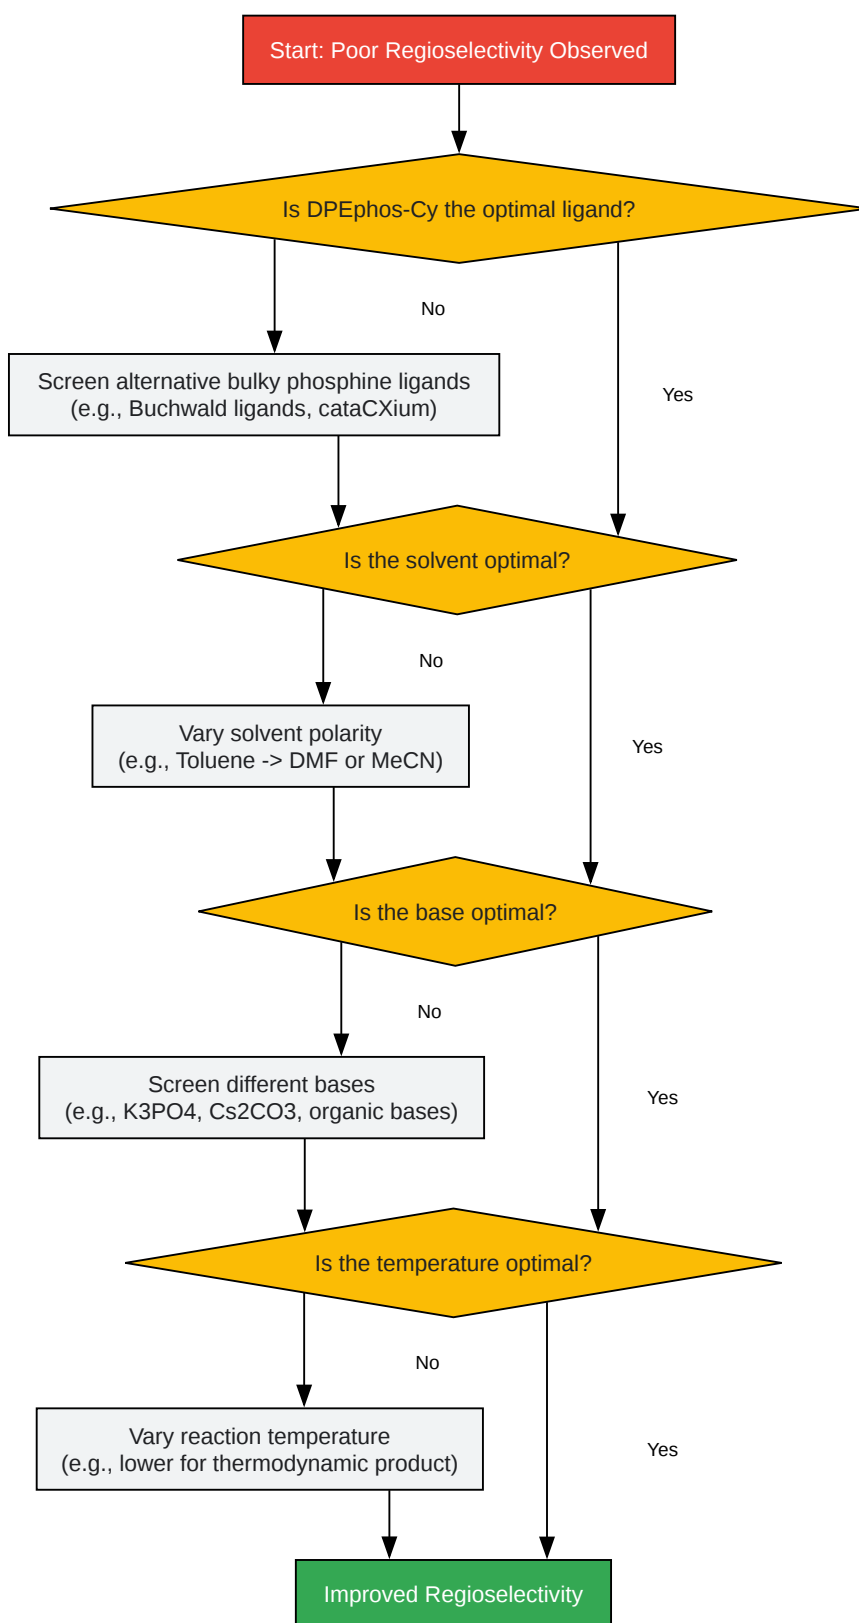 Start: Poor Regioselectivity Observed
Is DPEphos-Cy the optimal ligand?
No
Screen alternative bulky phosphine ligands
(e.g., Buchwald ligands, cataCXium)
Yes
Is the solvent optimal?
No
Vary solvent polarity
(e.g., Toluene -> DMF or MeCN)
Yes
Is the base optimal?
No
Screen different bases
(e.g., K3PO4, Cs2CO3, organic bases)
Yes
Is the temperature optimal?
No
Vary reaction temperature
(e.g., lower for thermodynamic product)
Yes
Improved Regioselectivity